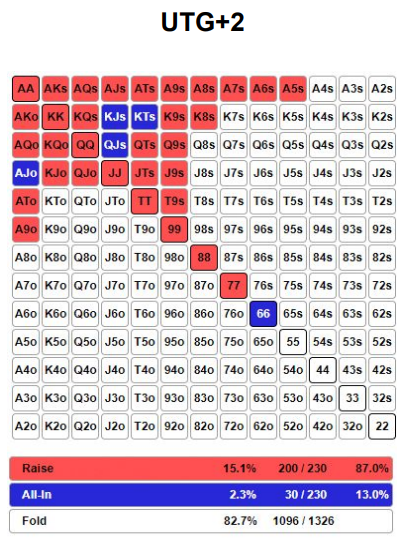 UTG+2
AA AKs AQs AJs ATs A9s A8s A7s A6s A5s A4s A3s A2s
AKo KK KQs KJs KTs K9s K8s K7s K6s K5s K4s K3s K2s
AQo KQo QQ QJs QTs Q9s Q8s Q7s Q6s Q5s Q4s Q3s Q2s
AJo KJo QJo JJ JTs J9s J8s J7s J6s J5s J4s J3s J2s
ATo KTo QTo JTo TT T9s T8s T7s T6s T5s T4s T3s T2s
A9o K9o Q9o J9o T9o 99 98s 97s 96s 95s 94s 93s 92s
A8o K8o Q8o J8o T8o 98o 88 87s 86s 85s 84s 83s 82s
A7o K7o Q7o J7o T7o 97o 87o 77 76s 75s 74s 73s 72s
A6o K6o Q6o J6o T6o 96o 86o 76o 66 65s 64s 63s 62s
A5o K5o Q5o J5o T5o 95o 85o 75o 65o 55 54s 53s 52s
A4o K4o Q4o J4o T4o 94o 84o 74o 64o 54o 44 43s 42s
A3o K3o Q3o J3o T3o 93o 83o 73o 63o 53o 43o 33 32s
A2o K2o Q2o J2o T2o 92o 82o 72o 62o 52o 42o 32o 22
Raise 15.1% 200 / 230 87.0%
All-In 2.3% 30 / 230 13.0%
Fold 82.7% 1096 / 1326